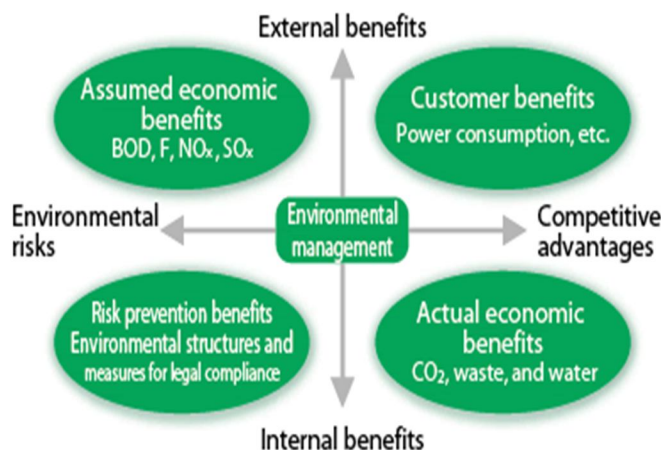 External benefits
Assumed economic
benefits
BOD, F, NOₓ, SOₓ
Customer benefits
Power consumption, etc.
Environmental
risks
Environmental
management
Competitive
advantages
Risk prevention benefits
Environmental structures and
measures for legal compliance
Actual economic
benefits
CO₂, waste, and water
Internal benefits